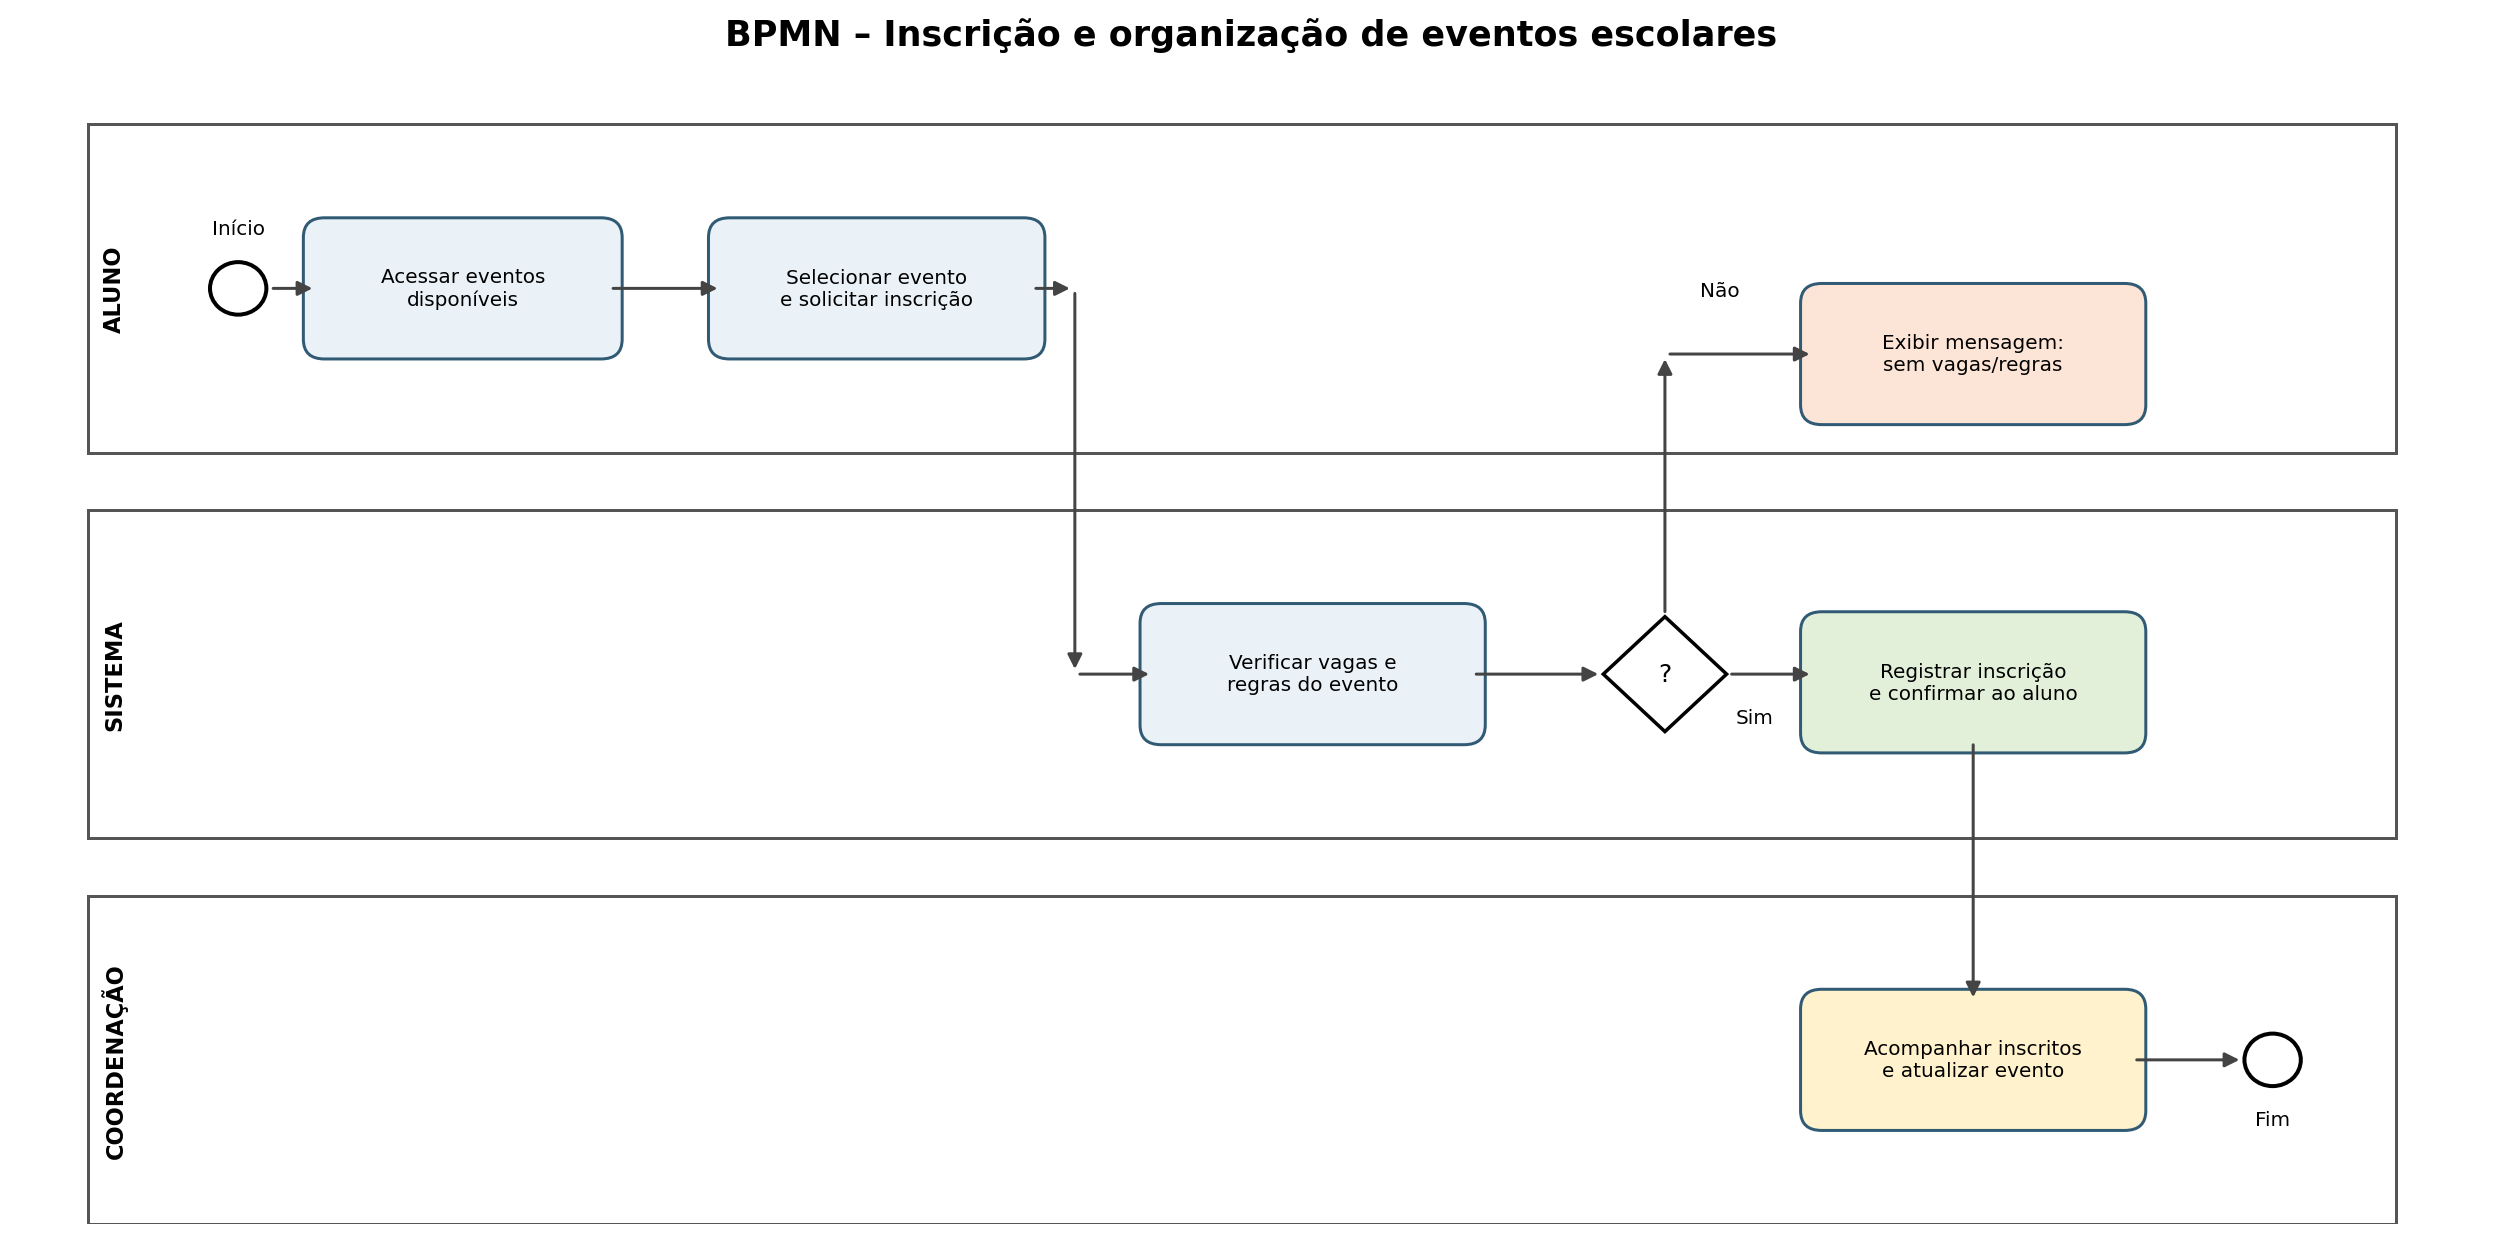 BPMN – Inscrição e organização de eventos escolares
ALUNO
Início
Acessar eventos
disponíveis
Selecionar evento
e solicitar inscrição
Não
Exibir mensagem:
sem vagas/regras
SISTEMA
Verificar vagas e
regras do evento
?
Sim
Registrar inscrição
e confirmar ao aluno
COORDENAÇÃO
Acompanhar inscritos
e atualizar evento
Fim